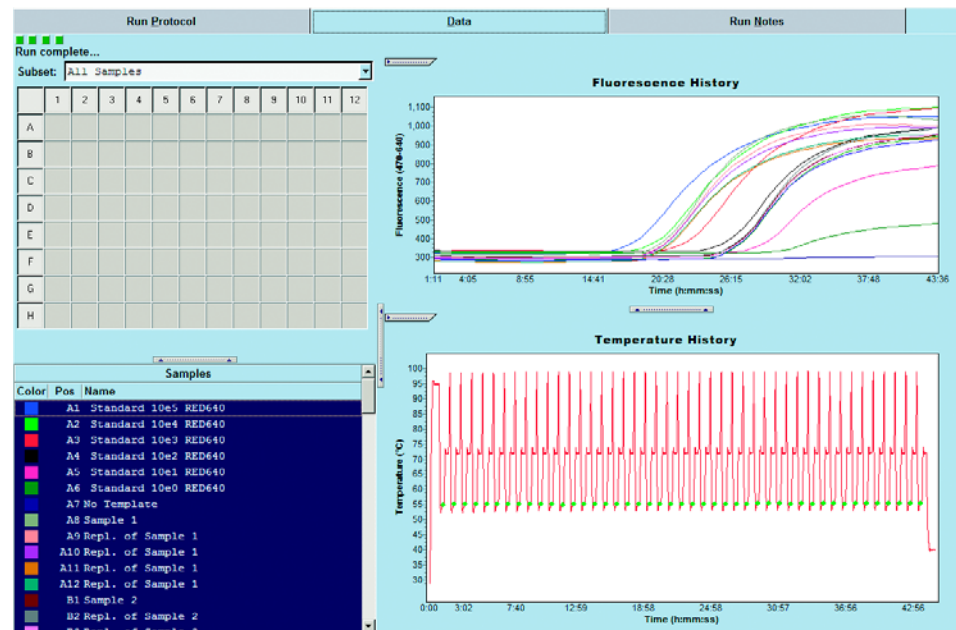 Run Protocol
Data
Run Notes
Run complete...
Subset: All Samples
1 2 3 4 5 6 7 8 9 10 11 12
A
B
C
D
E
F
G
H
Samples
Color Pos Name
A1 Standard 10e5 RED640
A2 Standard 10e4 RED640
A3 Standard 10e3 RED640
A4 Standard 10e2 RED640
A5 Standard 10e1 RED640
A6 Standard 10e0 RED640
A7 No Template
A8 Sample 1
A9 Repl. of Sample 1
A10 Repl. of Sample 1
A11 Repl. of Sample 1
A12 Repl. of Sample 1
B1 Sample 2
B2 Repl. of Sample 2
Fluorescence History
Fluorescence (470-640)
1,100
1,000
900
800
700
600
500
400
300
1:11 4:05 8:55 14:41 20:28 26:15 32:02 37:48 43:36
Time (h:mm:ss)
Temperature History
Temperature (°C)
100
95
90
85
80
75
70
65
60
55
50
45
40
35
30
0:00 3:02 7:40 12:59 18:58 24:58 30:57 36:56 42:56
Time (h:mm:ss)